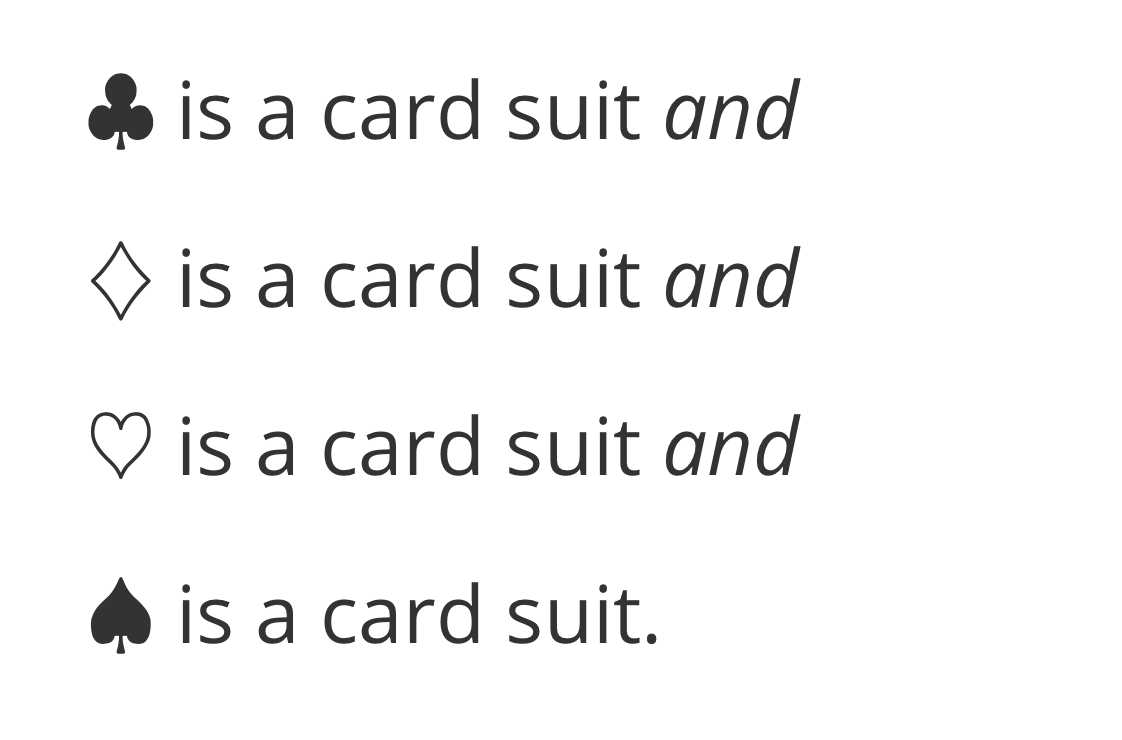 ♣ is a card suit and
♢ is a card suit and
♡ is a card suit and
♠ is a card suit.